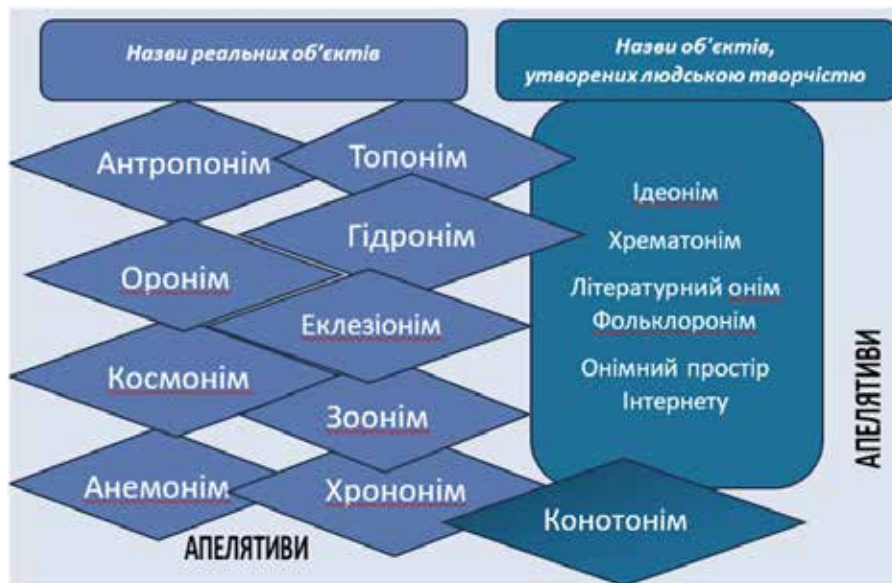 Назви реальних об’єктів
Назви об’єктів,
утворених людською творчістю
Антропонім
Топонім
Гідронім
Оронім
Еклезіонім
Космонім
Зоонім
Анемонім
Хрононім
АПЕЛЯТИВИ
Ідеонім
Хрематонім
Літературний онім
Фольклоронім
Онімний простір
Інтернету
Конотонім
АПЕЛЯТИВИ